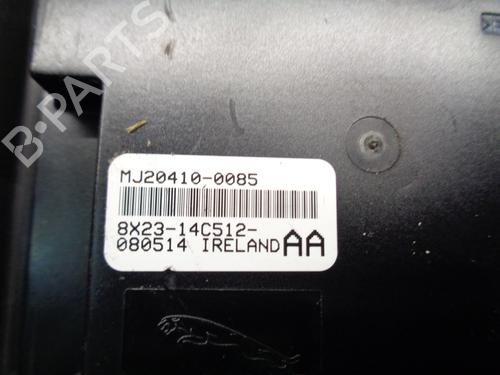 B-PARTS
MJ20410-0085
8X23-14C512-
080514 IRELAND AA